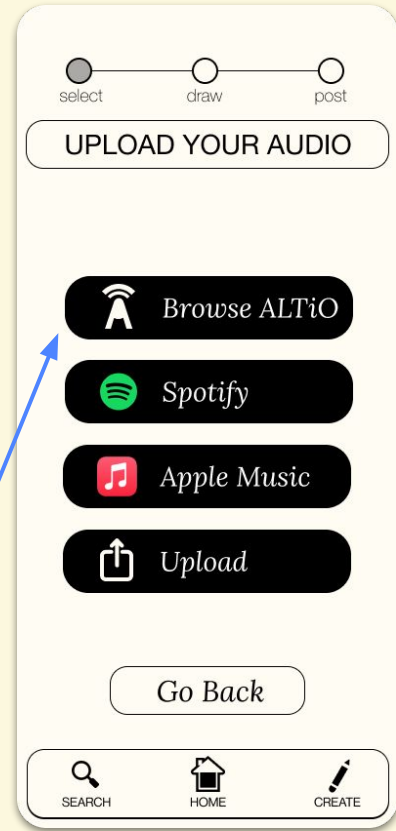 select draw post
UPLOAD YOUR AUDIO
Browse ALTiO
Spotify
Apple Music
Upload
Go Back
SEARCH HOME CREATE